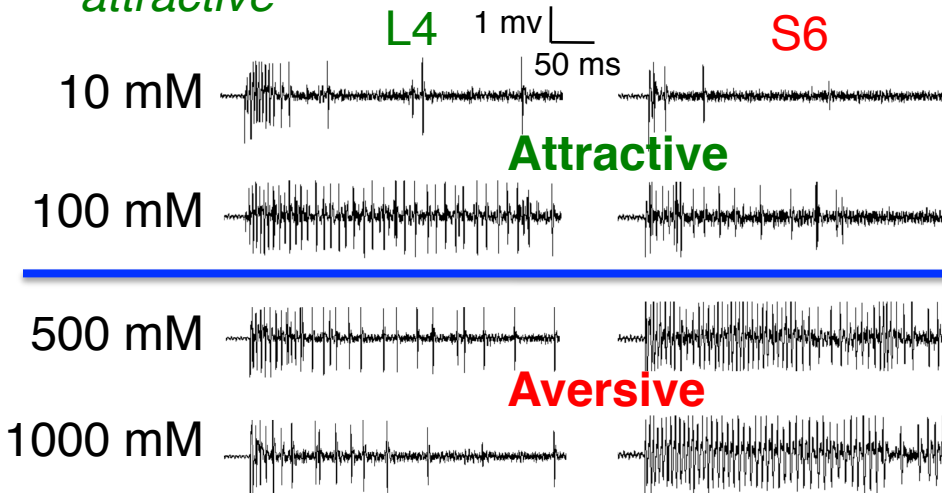 attractive
L4
1 mv
50 ms
S6
10 mM
Attractive
100 mM
500 mM
Aversive
1000 mM